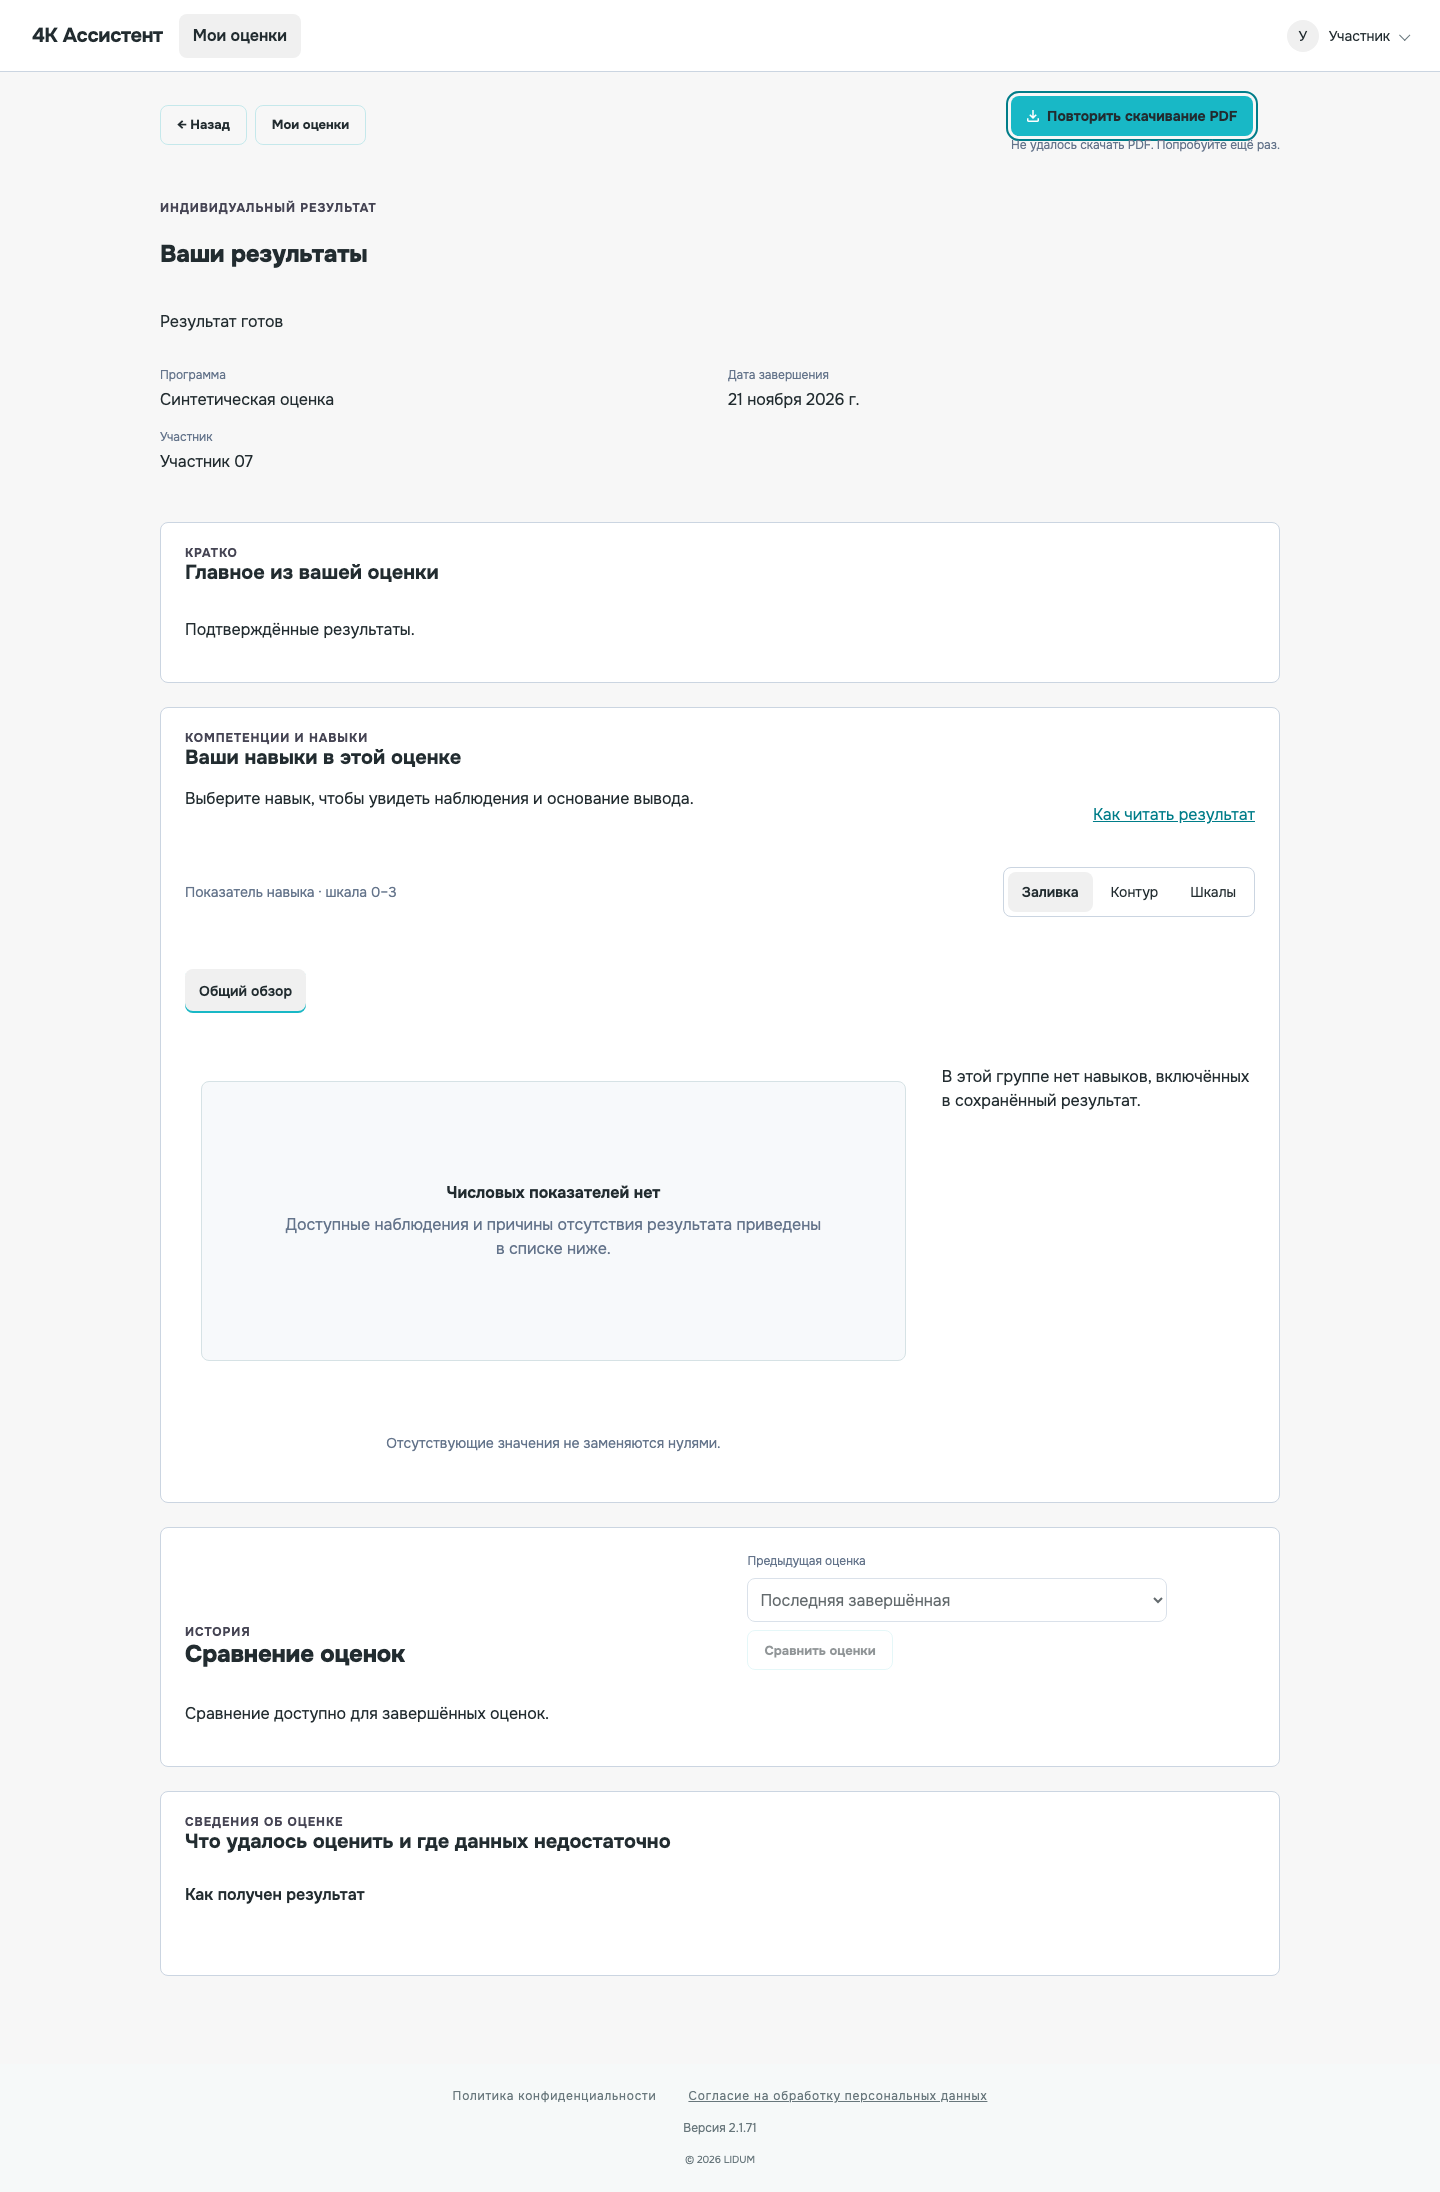 4К Ассистент
Мои оценки
У
Участник
← Назад
Мои оценки
Повторить скачивание PDF
Не удалось скачать PDF. Попробуйте ещё раз.
ИНДИВИДУАЛЬНЫЙ РЕЗУЛЬТАТ
Ваши результаты
Результат готов
Программа
Синтетическая оценка
Дата завершения
21 ноября 2026 г.
Участник
Участник 07
КРАТКО
Главное из вашей оценки
Подтверждённые результаты.
КОМПЕТЕНЦИИ И НАВЫКИ
Ваши навыки в этой оценке
Выберите навык, чтобы увидеть наблюдения и основание вывода.
Как читать результат
Показатель навыка · шкала 0–3
Заливка
Контур
Шкалы
Общий обзор
Числовых показателей нет
Доступные наблюдения и причины отсутствия результата приведены
в списке ниже.
В этой группе нет навыков, включённых
в сохранённый результат.
Отсутствующие значения не заменяются нулями.
ИСТОРИЯ
Сравнение оценок
Предыдущая оценка
Последняя завершённая
Сравнить оценки
Сравнение доступно для завершённых оценок.
СВЕДЕНИЯ ОБ ОЦЕНКЕ
Что удалось оценить и где данных недостаточно
Как получен результат
Политика конфиденциальности
Согласие на обработку персональных данных
Версия 2.1.71
© 2026 LIDUM